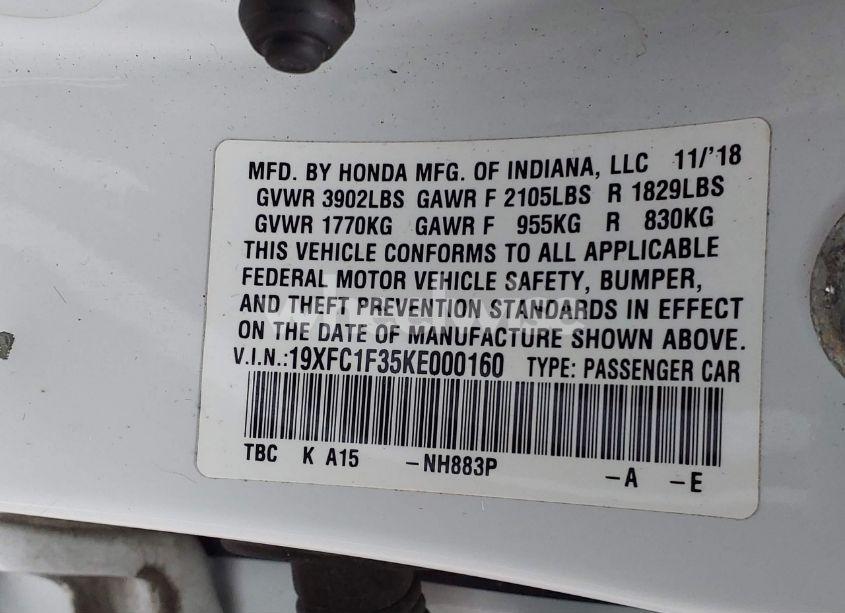 MFD. BY HONDA MFG. OF INDIANA, LLC 11/'18
GVWR 3902LBS GAWR F 2105LBS R 1829LBS
GVWR 1770KG GAWR F 955KG R 830KG
THIS VEHICLE CONFORMS TO ALL APPLICABLE
FEDERAL MOTOR VEHICLE SAFETY, BUMPER,
AND THEFT PREVENTION STANDARDS IN EFFECT
ON THE DATE OF MANUFACTURE SHOWN ABOVE.
V.I.N.:19XFC1F35KE000160 TYPE: PASSENGER CAR
TBC K A15 -NH883P -A -E